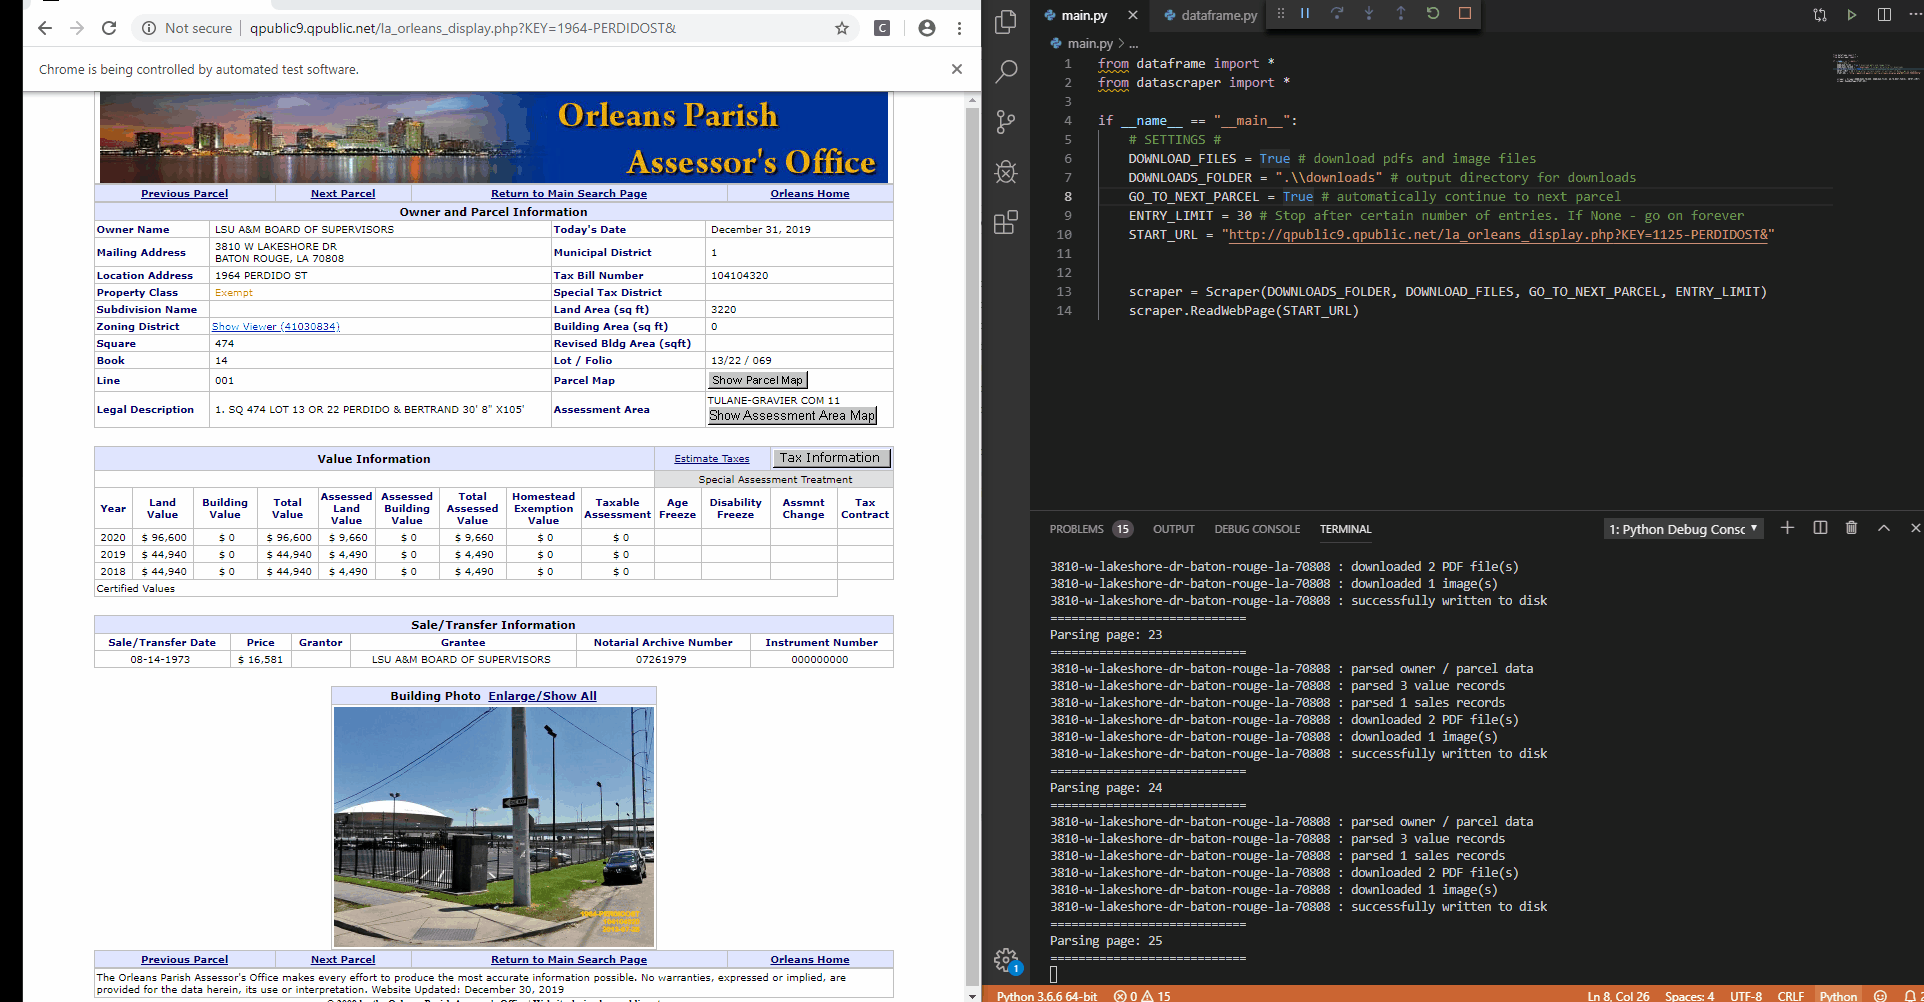 Not secure | qpublic9.qpublic.net/la_orleans_display.php?KEY=1964-PERDIDOST&
Chrome is being controlled by automated test software.
Orleans Parish
Assessor's Office
Previous Parcel Next Parcel Return to Main Search Page Orleans Home
Owner and Parcel Information
Owner Name LSU A&M BOARD OF SUPERVISORS Today's Date December 31, 2019
Mailing Address 3810 W LAKESHORE DR
BATON ROUGE, LA 70808 Municipal District 1
Location Address 1964 PERDIDO ST Tax Bill Number 104104320
Property Class Exempt Special Tax District
Subdivision Name Land Area (sq ft) 3220
Zoning District Show Viewer (41030834) Building Area (sq ft) 0
Square 474 Revised Bldg Area (sqft)
Book 14 Lot / Folio 13/22 / 069
Line 001 Parcel Map Show Parcel Map
Legal Description 1. SQ 474 LOT 13 OR 22 PERDIDO & BERTRAND 30' 8" X105' Assessment Area TULANE-GRAVIER COM 11
Show Assessment Area Map
Value Information Estimate Taxes Tax Information
Special Assessment Treatment
Year Land Value Building Value Total Value Assessed Land Value Assessed Building Value Total Assessed Value Homestead Exemption Value Taxable Assessment Age Freeze Disability Freeze Assmnt Change Tax Contract
2020 $ 96,600 $ 0 $ 96,600 $ 9,660 $ 0 $ 9,660 $ 0 $ 0
2019 $ 44,940 $ 0 $ 44,940 $ 4,490 $ 0 $ 4,490 $ 0 $ 0
2018 $ 44,940 $ 0 $ 44,940 $ 4,490 $ 0 $ 4,490 $ 0 $ 0
Certified Values
Sale/Transfer Information
Sale/Transfer Date Price Grantor Grantee Notarial Archive Number Instrument Number
08-14-1973 $ 16,581 LSU A&M BOARD OF SUPERVISORS 07261979 000000000
Building Photo Enlarge/Show All
Previous Parcel Next Parcel Return to Main Search Page Orleans Home
The Orleans Parish Assessor's Office makes every effort to produce the most accurate information possible. No warranties, expressed or implied, are
provided for the data herein, its use or interpretation. Website Updated: December 30, 2019
main.py dataframe.py
main.py > ...
1 from dataframe import *
2 from datascraper import *
3
4 if __name__ == "__main__":
5 # SETTINGS #
6 DOWNLOAD_FILES = True # download pdfs and image files
7 DOWNLOADS_FOLDER = ".\\downloads" # output directory for downloads
8 GO_TO_NEXT_PARCEL = True # automatically continue to next parcel
9 ENTRY_LIMIT = 30 # Stop after certain number of entries. If None - go on forever
10 START_URL = "http://qpublic9.qpublic.net/la_orleans_display.php?KEY=1125-PERDIDOST&"
11
12
13 scraper = Scraper(DOWNLOADS_FOLDER, DOWNLOAD_FILES, GO_TO_NEXT_PARCEL, ENTRY_LIMIT)
14 scraper.ReadWebPage(START_URL)
PROBLEMS 15 OUTPUT DEBUG CONSOLE TERMINAL 1: Python Debug Consc
3810-w-lakeshore-dr-baton-rouge-la-70808 : downloaded 2 PDF file(s)
3810-w-lakeshore-dr-baton-rouge-la-70808 : downloaded 1 image(s)
3810-w-lakeshore-dr-baton-rouge-la-70808 : successfully written to disk
============================
Parsing page: 23
============================
3810-w-lakeshore-dr-baton-rouge-la-70808 : parsed owner / parcel data
3810-w-lakeshore-dr-baton-rouge-la-70808 : parsed 3 value records
3810-w-lakeshore-dr-baton-rouge-la-70808 : parsed 1 sales records
3810-w-lakeshore-dr-baton-rouge-la-70808 : downloaded 2 PDF file(s)
3810-w-lakeshore-dr-baton-rouge-la-70808 : downloaded 1 image(s)
3810-w-lakeshore-dr-baton-rouge-la-70808 : successfully written to disk
============================
Parsing page: 24
============================
3810-w-lakeshore-dr-baton-rouge-la-70808 : parsed owner / parcel data
3810-w-lakeshore-dr-baton-rouge-la-70808 : parsed 3 value records
3810-w-lakeshore-dr-baton-rouge-la-70808 : parsed 1 sales records
3810-w-lakeshore-dr-baton-rouge-la-70808 : downloaded 2 PDF file(s)
3810-w-lakeshore-dr-baton-rouge-la-70808 : downloaded 1 image(s)
3810-w-lakeshore-dr-baton-rouge-la-70808 : successfully written to disk
============================
Parsing page: 25
============================
1
Python 3.6.6 64-bit 0 15 Ln 8, Col 26 Spaces: 4 UTF-8 CRLF Python 2